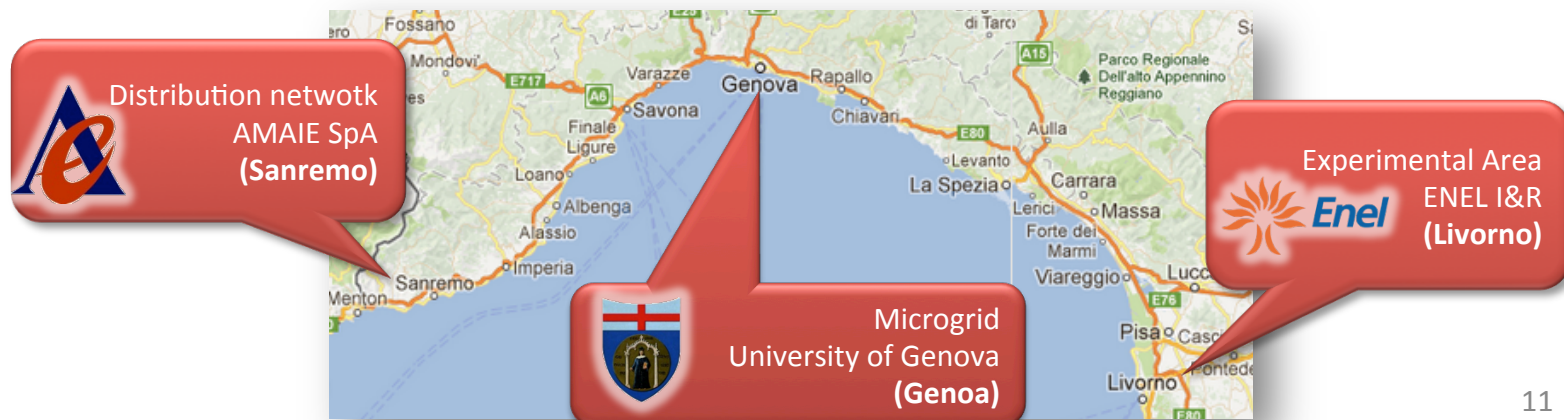 Distribution netwotk
AMAIE SpA
(Sanremo)
Microgrid
University of Genova
(Genoa)
Experimental Area
ENEL I&R
(Livorno)
Enel
Fossano
Mondovi'
E717
A6
Varazze
Savona
Finale
Ligure
Loano
Albenga
Alassio
Imperia
Sanremo
Menton
Genova
Rapallo
Chiavari
di Taro
A15
Parco Regionale
Dell'alto Appennino
Reggiano
E80
Aulla
Levanto
La Spezia
Carrara
Lerici
Massa
Forte dei
Marmi
Viareggio
E76
Pisa
Livorno
E80
11